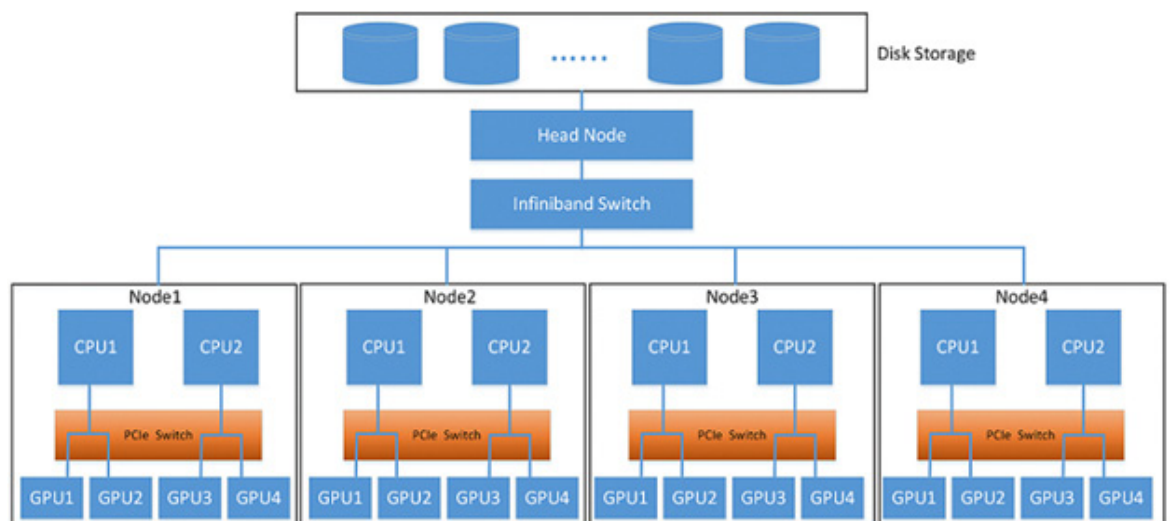 Disk Storage
......
Head Node
Infiniband Switch
Node1
CPU1
CPU2
PCIe Switch
GPU1
GPU2
GPU3
GPU4
Node2
CPU1
CPU2
PCIe Switch
GPU1
GPU2
GPU3
GPU4
Node3
CPU1
CPU2
PCIe Switch
GPU1
GPU2
GPU3
GPU4
Node4
CPU1
CPU2
PCIe Switch
GPU1
GPU2
GPU3
GPU4